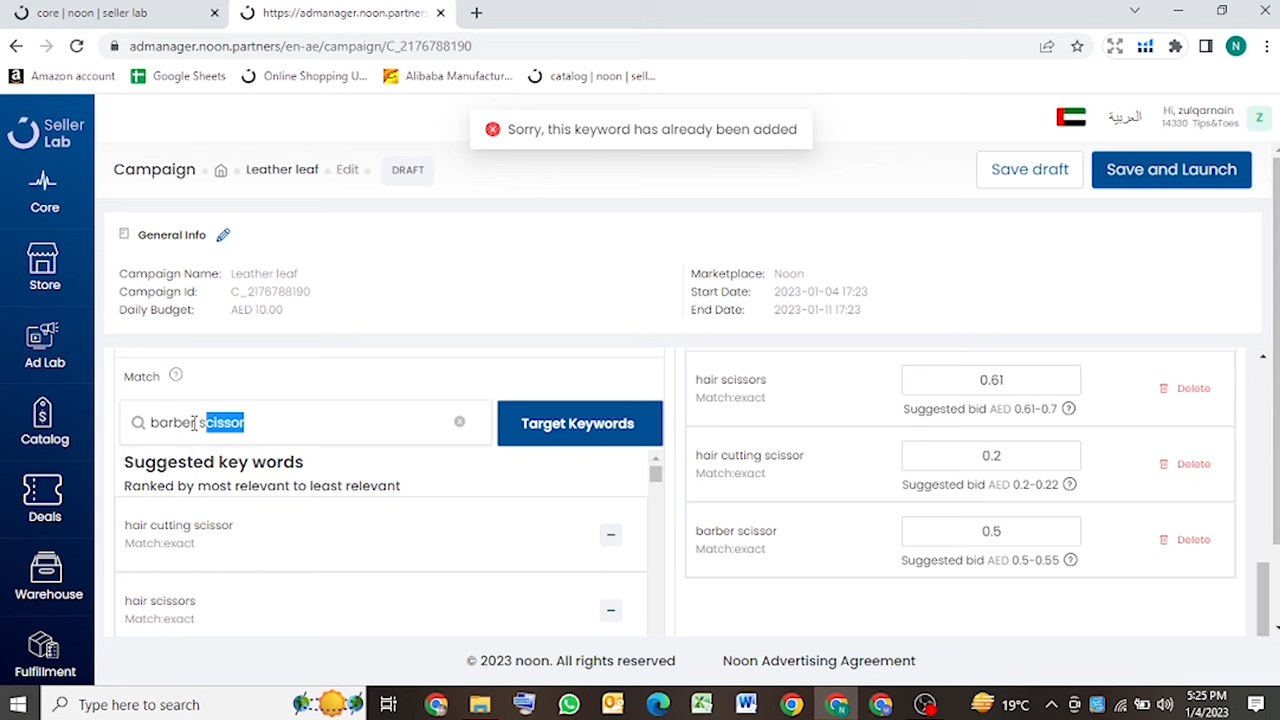 core | noon | seller lab
https://admanager.noon.partners
admanager.noon.partners/en-ae/campaign/C_2176788190
N
Amazon account
Google Sheets
Online Shopping U...
Alibaba Manufactur...
catalog | noon | sell...
Seller
Lab
Core
Store
Ad Lab
Catalog
Deals
Warehouse
Fulfillment
Sorry, this keyword has already been added
العربية
Hi, zulqarnain
14330 Tips&Toes
Z
Campaign
Leather leaf
Edit
DRAFT
Save draft
Save and Launch
General Info
Campaign Name: Leather leaf
Campaign Id: C_2176788190
Daily Budget: AED 10.00
Marketplace: Noon
Start Date: 2023-01-04 17:23
End Date: 2023-01-11 17:23
Match ?
barber scissor
Target Keywords
Suggested key words
Ranked by most relevant to least relevant
hair cutting scissor
Match:exact
hair scissors
Match:exact
hair scissors
Match:exact
0.61
Suggested bid AED 0.61-0.7 ?
Delete
hair cutting scissor
Match:exact
0.2
Suggested bid AED 0.2-0.22 ?
Delete
barber scissor
Match:exact
0.5
Suggested bid AED 0.5-0.55 ?
Delete
© 2023 noon. All rights reserved
Noon Advertising Agreement
Type here to search
19°C
5:25 PM
1/4/2023